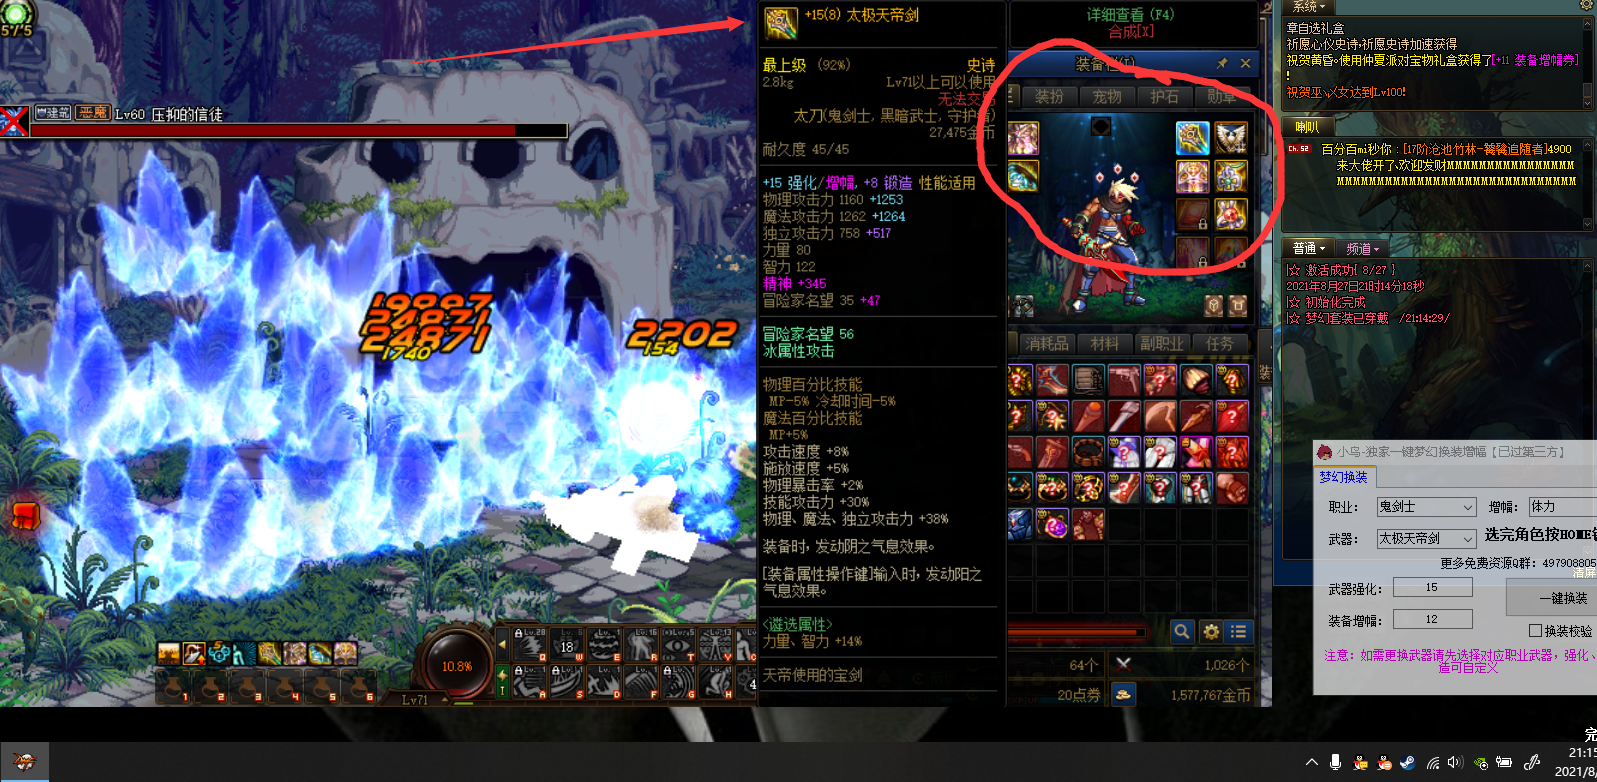 5/5
建筑 恶魔 Lv60 压抑的信徒
19887
24871
24871
1740
2202
154
10.8%
Lv71
18
1
2
3
4
5
6
+15(8) 太极天帝剑
最上级 (92%) 史诗
2.8kg Lv71以上可以使用
无法交易
太刀(鬼剑士, 黑暗武士, 守护者)
27,475金币
耐久度 45/45
+15 强化/增幅, +8 锻造 性能适用
物理攻击力 1160 +1253
魔法攻击力 1262 +1264
独立攻击力 758 +517
力量 80
智力 122
精神 +345
冒险家名望 35 +47
冒险家名望 56
冰属性攻击
物理百分比技能
MP-5% 冷却时间-5%
魔法百分比技能
MP+5%
攻击速度 +8%
施放速度 +5%
物理暴击率 +2%
技能攻击力 +30%
物理、魔法、独立攻击力 +38%
装备时, 发动阴之气息效果。
[装备属性操作键]输入时, 发动阳之
气息效果。
<遴选属性>
力量、智力 +14%
天帝使用的宝剑
详细查看 (F4)
合成[X]
装备栏(I)
装扮 宠物 护石 勋章
消耗品 材料 副职业 任务
64个 1,026个
20点券 1,577,767金币
系统
章自选礼盒
祈愿心仪史诗,祈愿史诗加速获得
祝贺黄昏。使用仲夏派对宝物礼盒获得了[+11 装备增幅券]
!
祝贺巫ㄨ女达到Lv100!
喇叭
Ch.52 百分百mi秒你 : [17阶沧池竹林-毙毙追随者]4900
来大佬开了、欢迎发财MMMMMMMMMMMMMMMM
MMMMMMMMMMMMMMMMMMMMMMMMMMMMMM
普通 频道
|☆ 激活成功{ 8/27 }
2021年8月27日21时14分18秒
|☆ 初始化完成
|☆ 梦幻套装已穿戴 /21:14:29/
小鸟-独家一键梦幻换装增幅【已过第三方】
梦幻换装
职业: 鬼剑士 增幅: 体力
武器: 太极天帝剑 选完角色按HOME
更多免费资源Q群: 497908805
清屏
武器强化: 15 一键换装
装备增幅: 12 换装校验
注意: 如需更换武器请先选择对应职业武器, 强化、
造可自定义
完
21:15
2021/8/